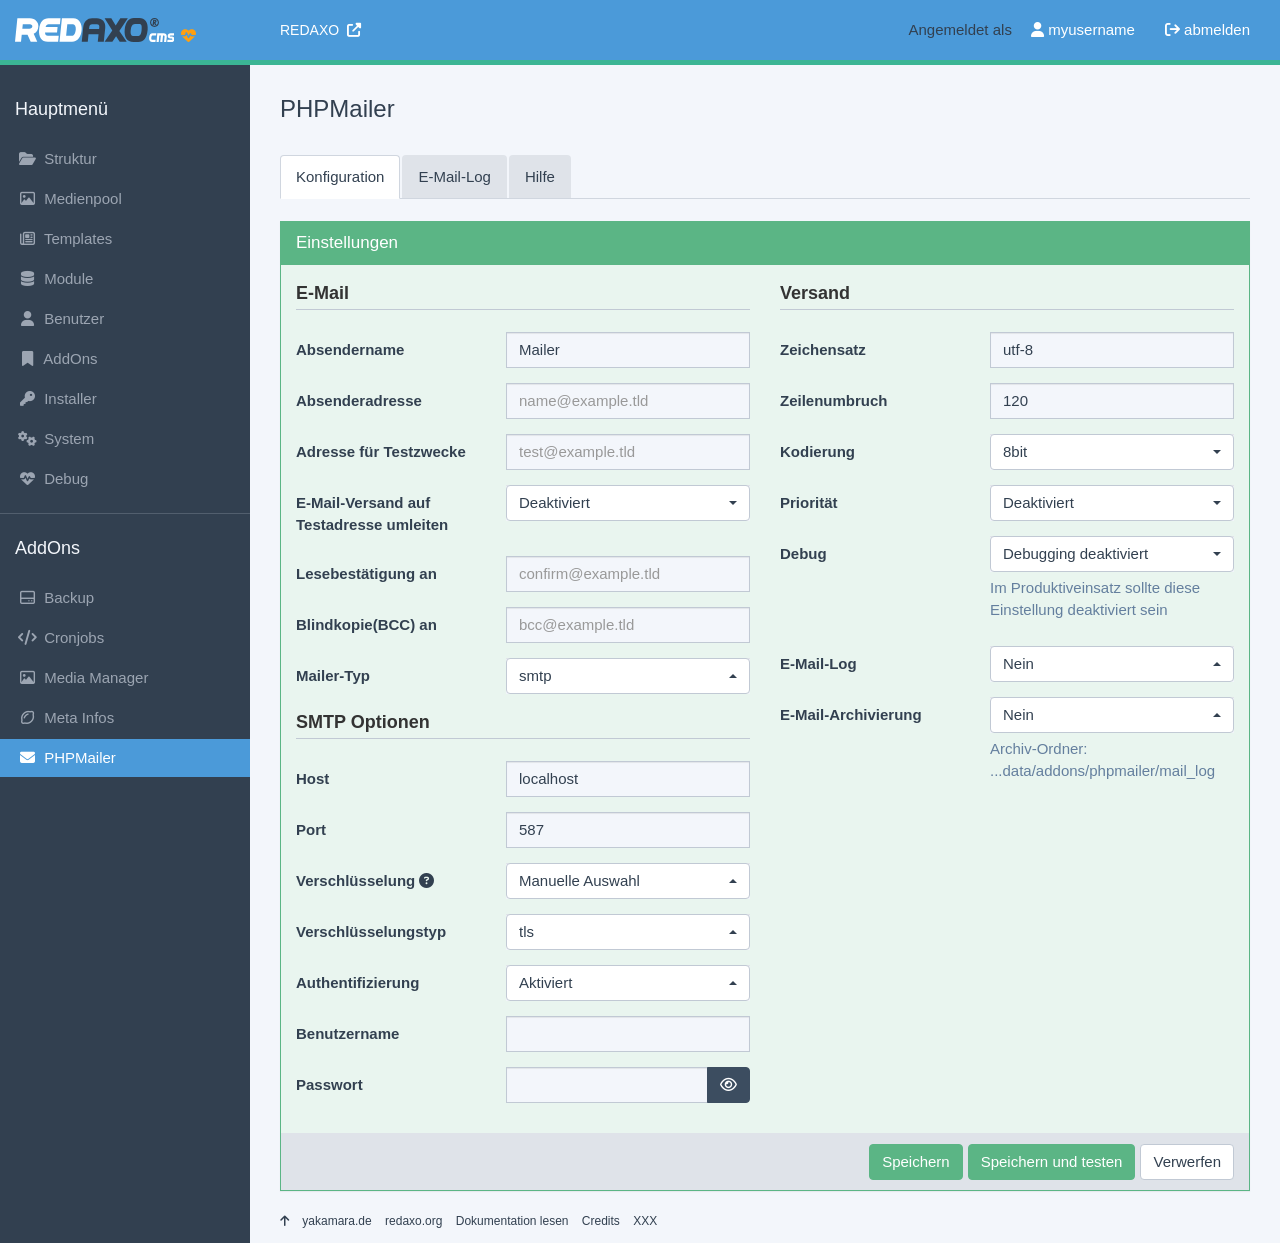 REDAXO® cms
REDAXO
Angemeldet als myusername abmelden
Hauptmenü
Struktur
Medienpool
Templates
Module
Benutzer
AddOns
Installer
System
Debug
AddOns
Backup
Cronjobs
Media Manager
Meta Infos
PHPMailer
PHPMailer
Konfiguration E-Mail-Log Hilfe
Einstellungen
E-Mail
Absendername Mailer
Absenderadresse name@example.tld
Adresse für Testzwecke test@example.tld
E-Mail-Versand auf Deaktiviert
Testadresse umleiten
Lesebestätigung an confirm@example.tld
Blindkopie(BCC) an bcc@example.tld
Mailer-Typ smtp
SMTP Optionen
Host localhost
Port 587
Verschlüsselung ? Manuelle Auswahl
Verschlüsselungstyp tls
Authentifizierung Aktiviert
Benutzername
Passwort
Versand
Zeichensatz utf-8
Zeilenumbruch 120
Kodierung 8bit
Priorität Deaktiviert
Debug Debugging deaktiviert
Im Produktiveinsatz sollte diese
Einstellung deaktiviert sein
E-Mail-Log Nein
E-Mail-Archivierung Nein
Archiv-Ordner:
...data/addons/phpmailer/mail_log
Speichern Speichern und testen Verwerfen
yakamara.de redaxo.org Dokumentation lesen Credits XXX